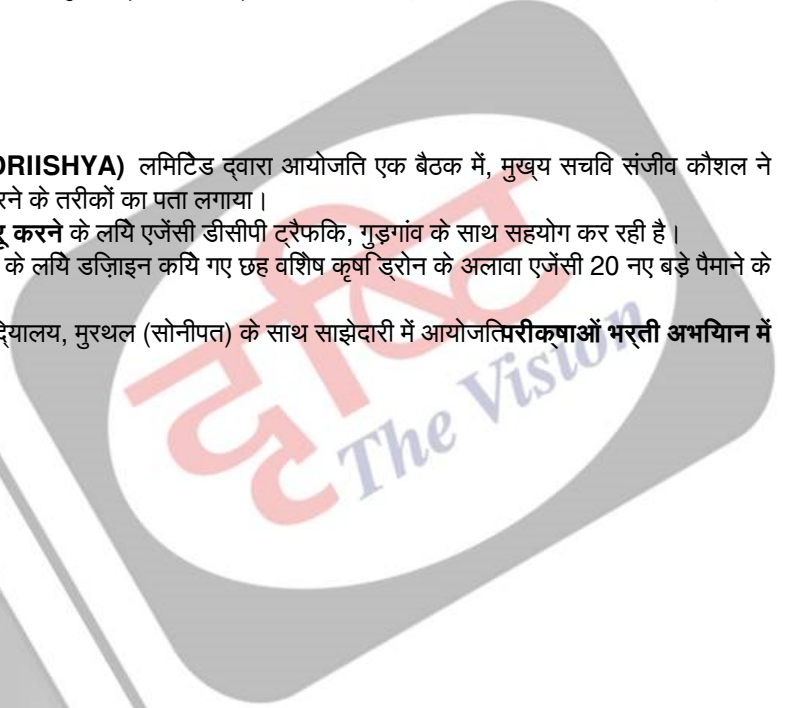 DRIISHYA) लिमिटेड द्वारा आयोजित एक बैठक में, मुख्य सचिव संजीव कौशल ने
रने के तरीकों का पता लगाया।
रू करने के लिये एजेंसी डीसीपी ट्रैफिक, गुड़गांव के साथ सहयोग कर रही है।
के लिये डिज़ाइन किये गए छह विशेष कृषि ड्रोन के अलावा एजेंसी 20 नए बड़े पैमाने के
द्यालय, मुरथल (सोनीपत) के साथ साझेदारी में आयोजित परीक्षाओं भर्ती अभियान में
दृष्टि
The Vision